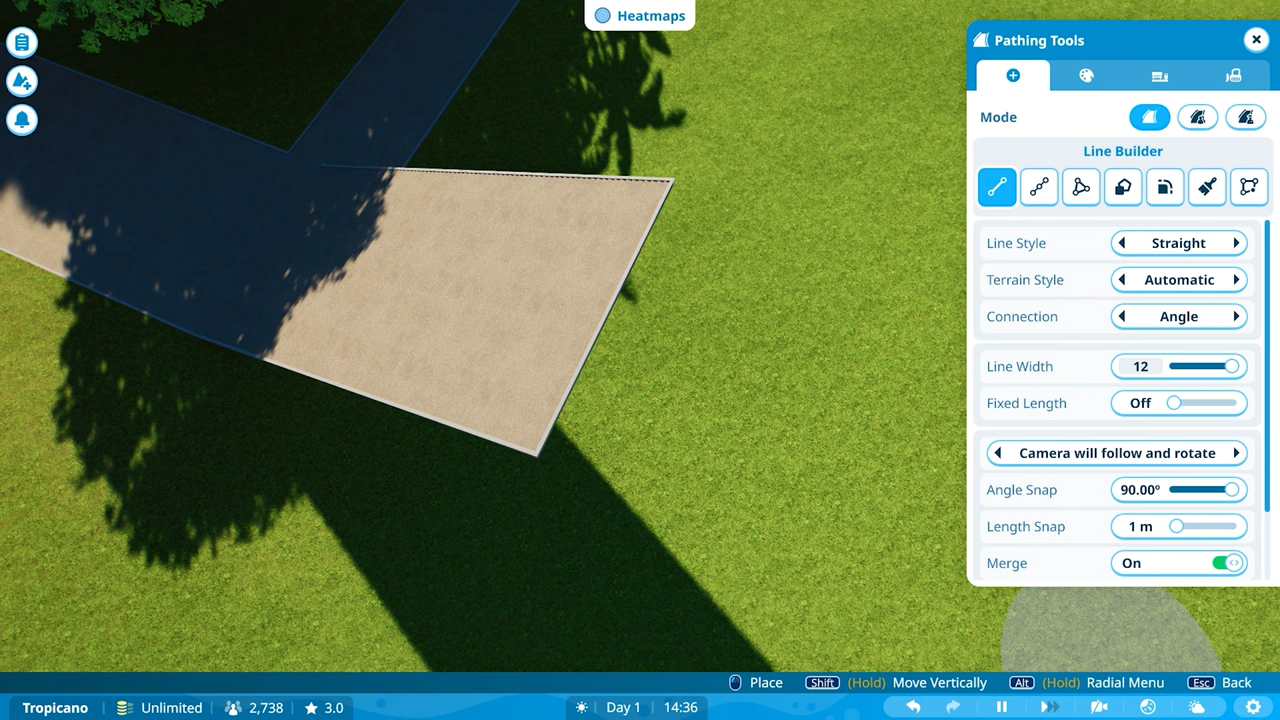 Heatmaps
Pathing Tools
Mode
Line Builder
Line Style Straight
Terrain Style Automatic
Connection Angle
Line Width 12
Fixed Length Off
Camera will follow and rotate
Angle Snap 90.00°
Length Snap 1 m
Merge On
Place Shift (Hold) Move Vertically Alt (Hold) Radial Menu Esc Back
Tropicano Unlimited 2,738 3.0 Day 1 14:36